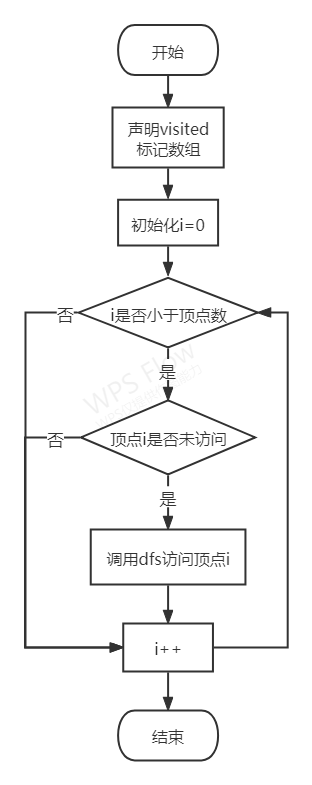 开始
声明visited
标记数组
初始化i=0
i是否小于顶点数
否
是
WPS Flow
顶点i是否未访问
否
是
调用dfs访问顶点i
i++
结束